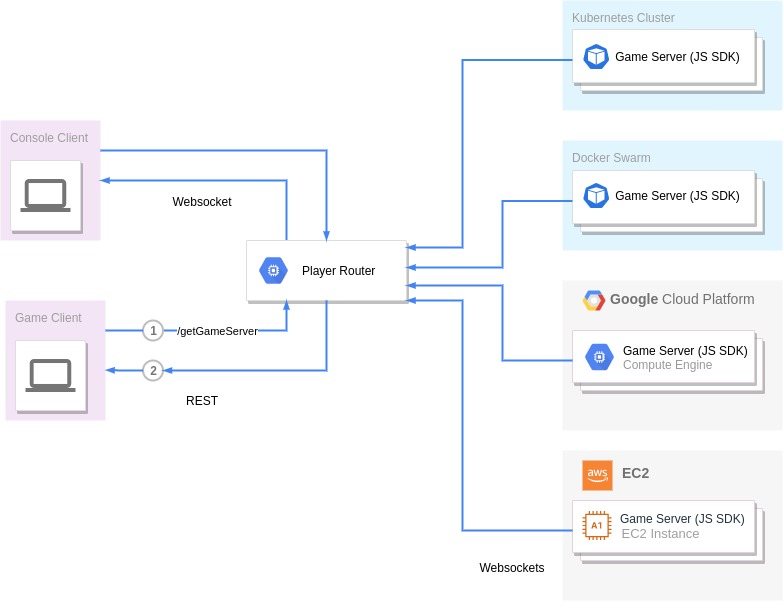 Kubernetes Cluster
Game Server (JS SDK)
Console Client
Docker Swarm
Websocket
Game Server (JS SDK)
Player Router
Google Cloud Platform
Game Client
1
/getGameServer
Game Server (JS SDK)
Compute Engine
2
REST
aws
EC2
A1
Game Server (JS SDK)
EC2 Instance
Websockets